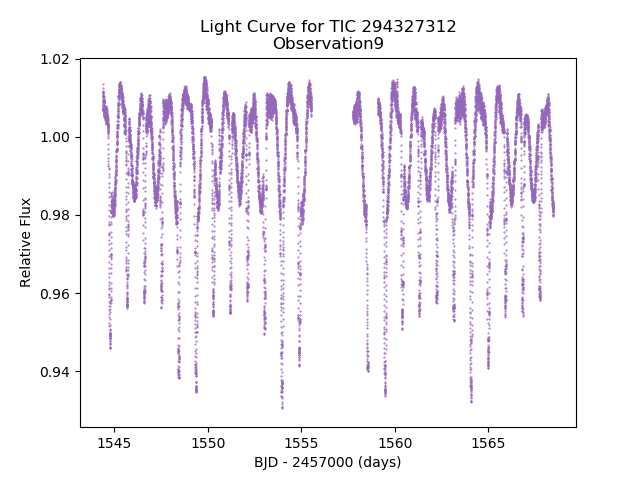 Light Curve for TIC 294327312
Observation9
1.02
1.00
0.98
0.96
0.94
Relative Flux
1545
1550
1555
1560
1565
BJD - 2457000 (days)